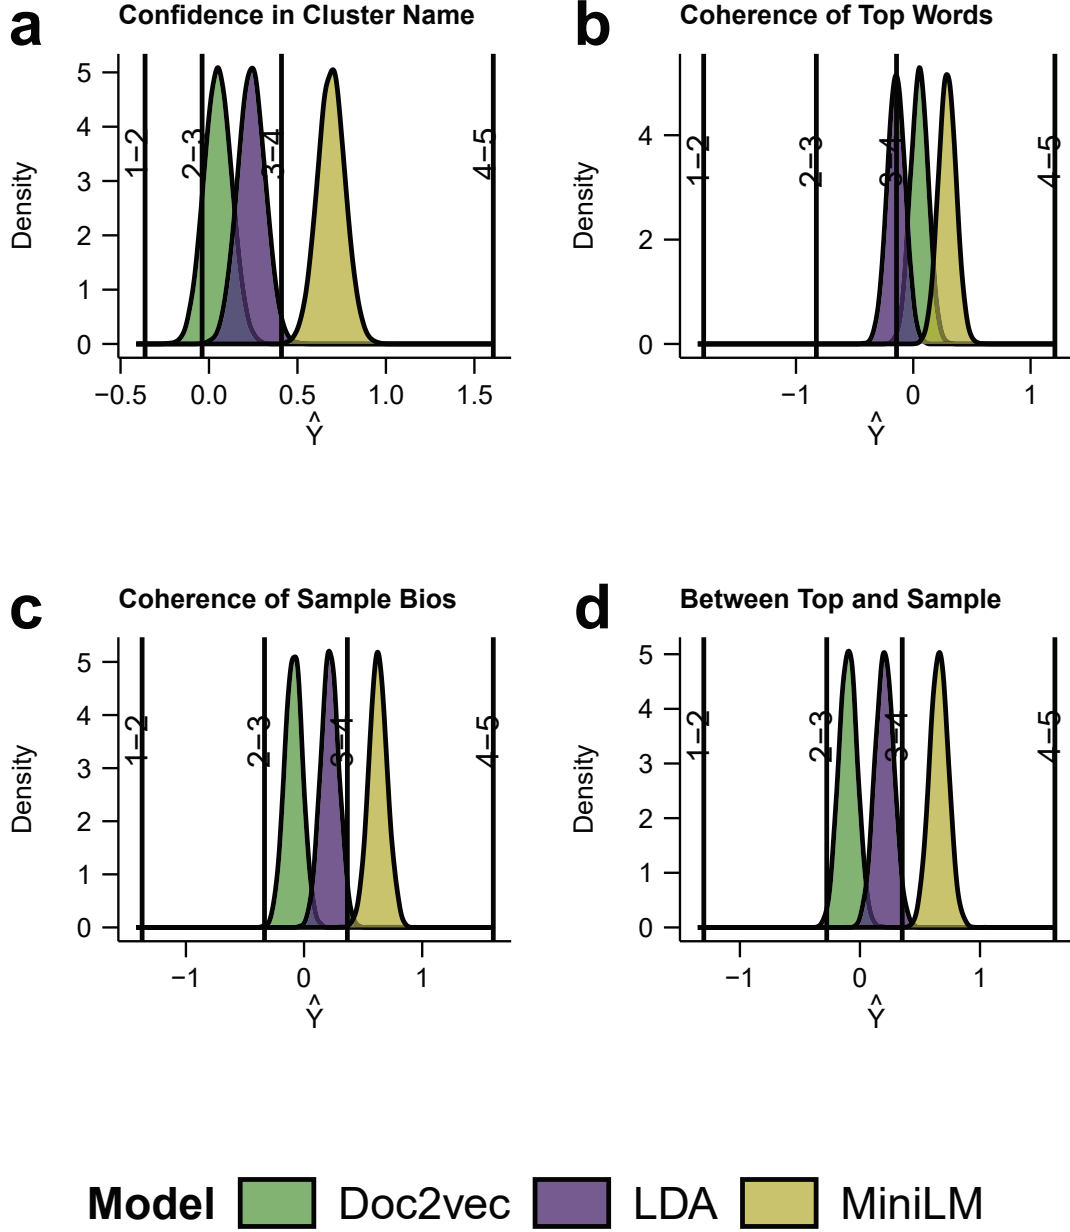 a
Confidence in Cluster Name
Density
5
4
3
2
1
0
1−2
2−3
3−4
4−5
−0.5 0.0 0.5 1.0 1.5
Ŷ
b
Coherence of Top Words
Density
4
2
0
1−2
2−3
3−4
4−5
−1 0 1
Ŷ
c
Coherence of Sample Bios
Density
5
4
3
2
1
0
1−2
2−3
3−4
4−5
−1 0 1
Ŷ
d
Between Top and Sample
Density
5
4
3
2
1
0
1−2
2−3
3−4
4−5
−1 0 1
Ŷ
Model Doc2vec LDA MiniLM